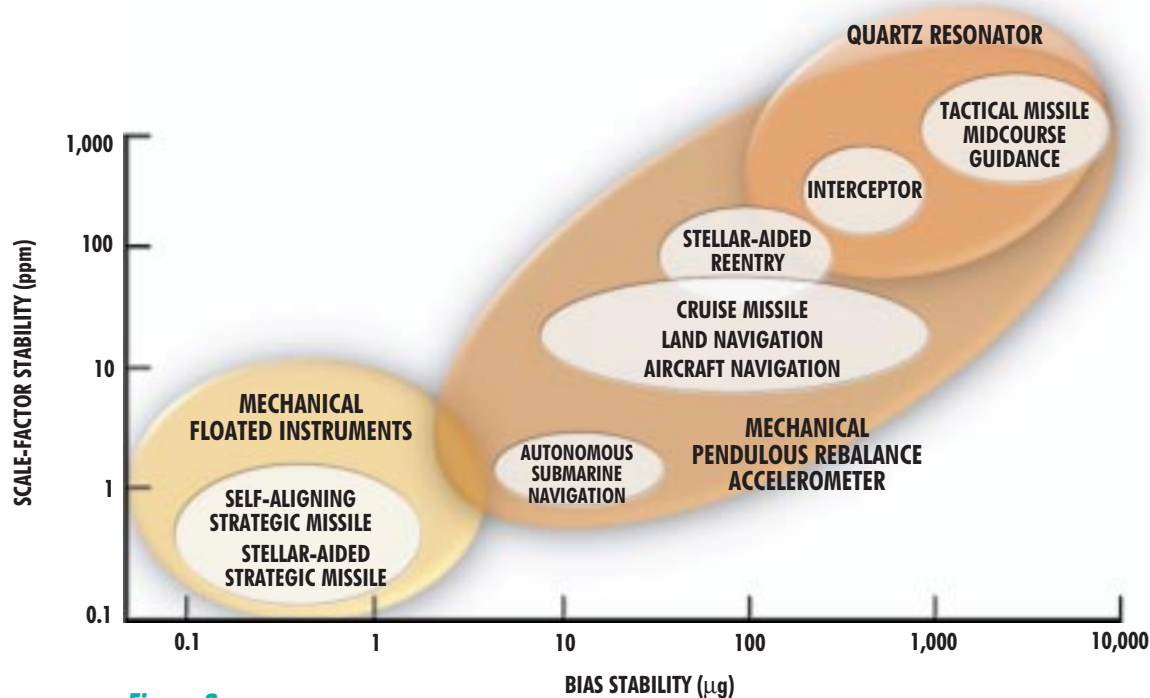 QUARTZ RESONATOR
TACTICAL MISSILE
MIDCOURSE
GUIDANCE
1,000
INTERCEPTOR
100
STELLAR-AIDED
REENTRY
CRUISE MISSILE
LAND NAVIGATION
AIRCRAFT NAVIGATION
SCALE-FACTOR STABILITY (ppm)
10
MECHANICAL
FLOATED INSTRUMENTS
MECHANICAL
PENDULOUS REBALANCE
ACCELEROMETER
AUTONOMOUS
SUBMARINE
NAVIGATION
1
SELF-ALIGNING
STRATEGIC MISSILE
STELLAR-AIDED
STRATEGIC MISSILE
0.1
0.1
1
10
100
1,000
10,000
BIAS STABILITY (μg)